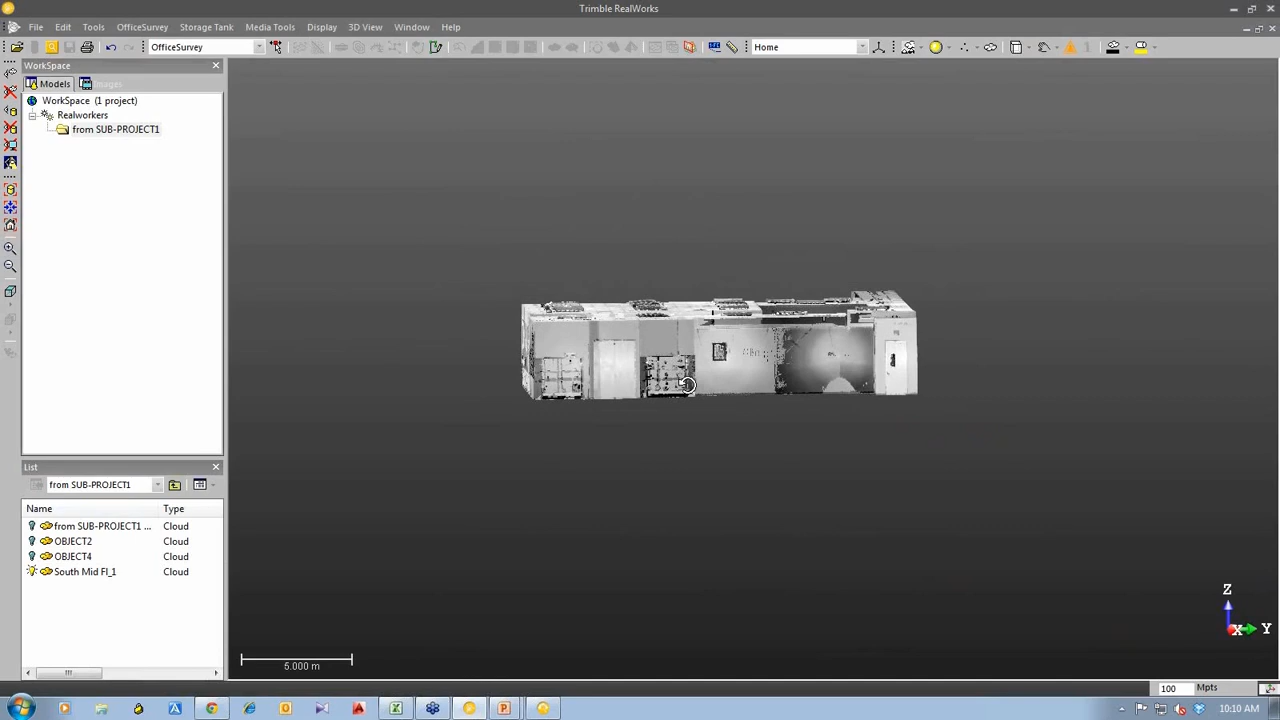 Trimble RealWorks
File Edit Tools OfficeSurvey Storage Tank Media Tools Display 3D View Window Help
OfficeSurvey Home
WorkSpace
Models Images
WorkSpace (1 project)
Realworkers
from SUB-PROJECT1
List
from SUB-PROJECT1
Name Type
from SUB-PROJECT1 ... Cloud
OBJECT2 Cloud
OBJECT4 Cloud
South Mid Fl_1 Cloud
Z
X Y
5.000 m
100 Mpts
10:10 AM